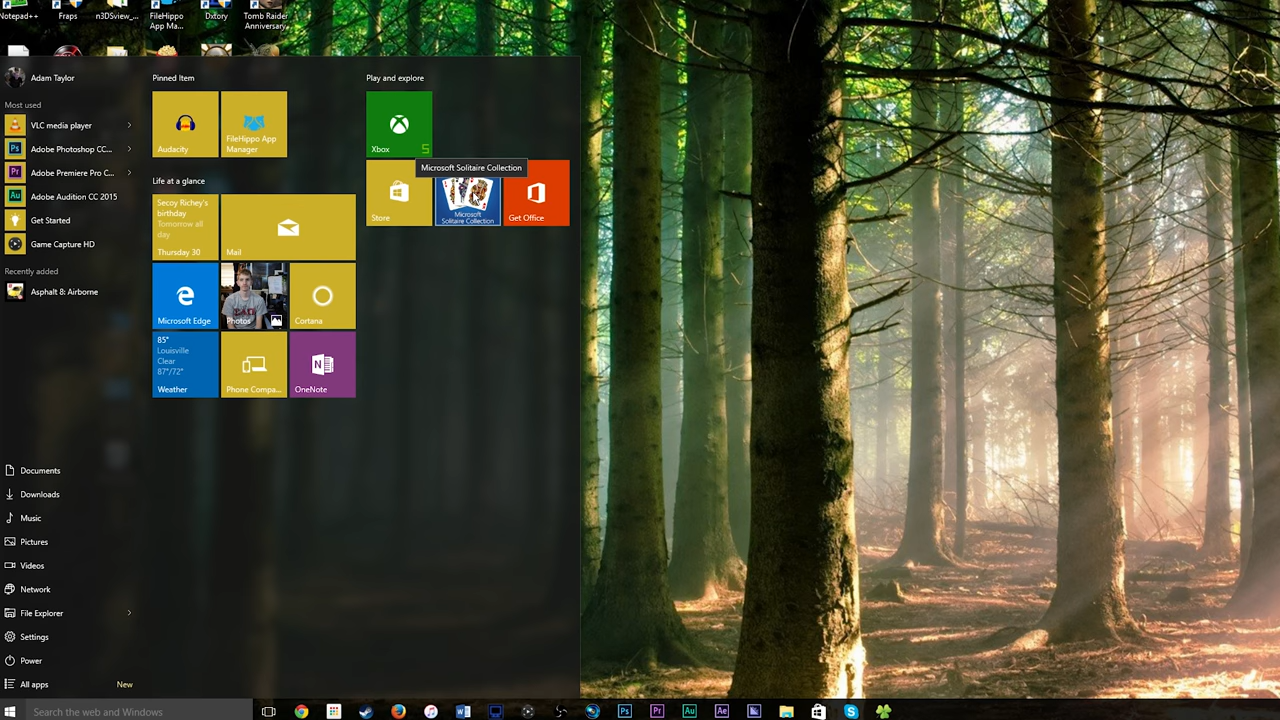 Notepad++
Fraps
n3DSview_...
FileHippo
App Ma...
Dxtory
Tomb Raider
Anniversary
Adam Taylor
Most used
VLC media player
Adobe Photoshop CC...
Adobe Premiere Pro C...
Adobe Audition CC 2015
Get Started
Game Capture HD
Recently added
Asphalt 8: Airborne
Documents
Downloads
Music
Pictures
Videos
Network
File Explorer
Settings
Power
All apps
New
Pinned Item
Audacity
FileHippo App
Manager
Life at a glance
Secoy Richey's
birthday
Tomorrow all
day
Thursday 30
Mail
Microsoft Edge
Photos
Cortana
85°
Louisville
Clear
87°/72°
Weather
Phone Compa...
OneNote
Play and explore
Xbox
5
Microsoft Solitaire Collection
Store
Microsoft
Solitaire Collection
Get Office
Search the web and Windows